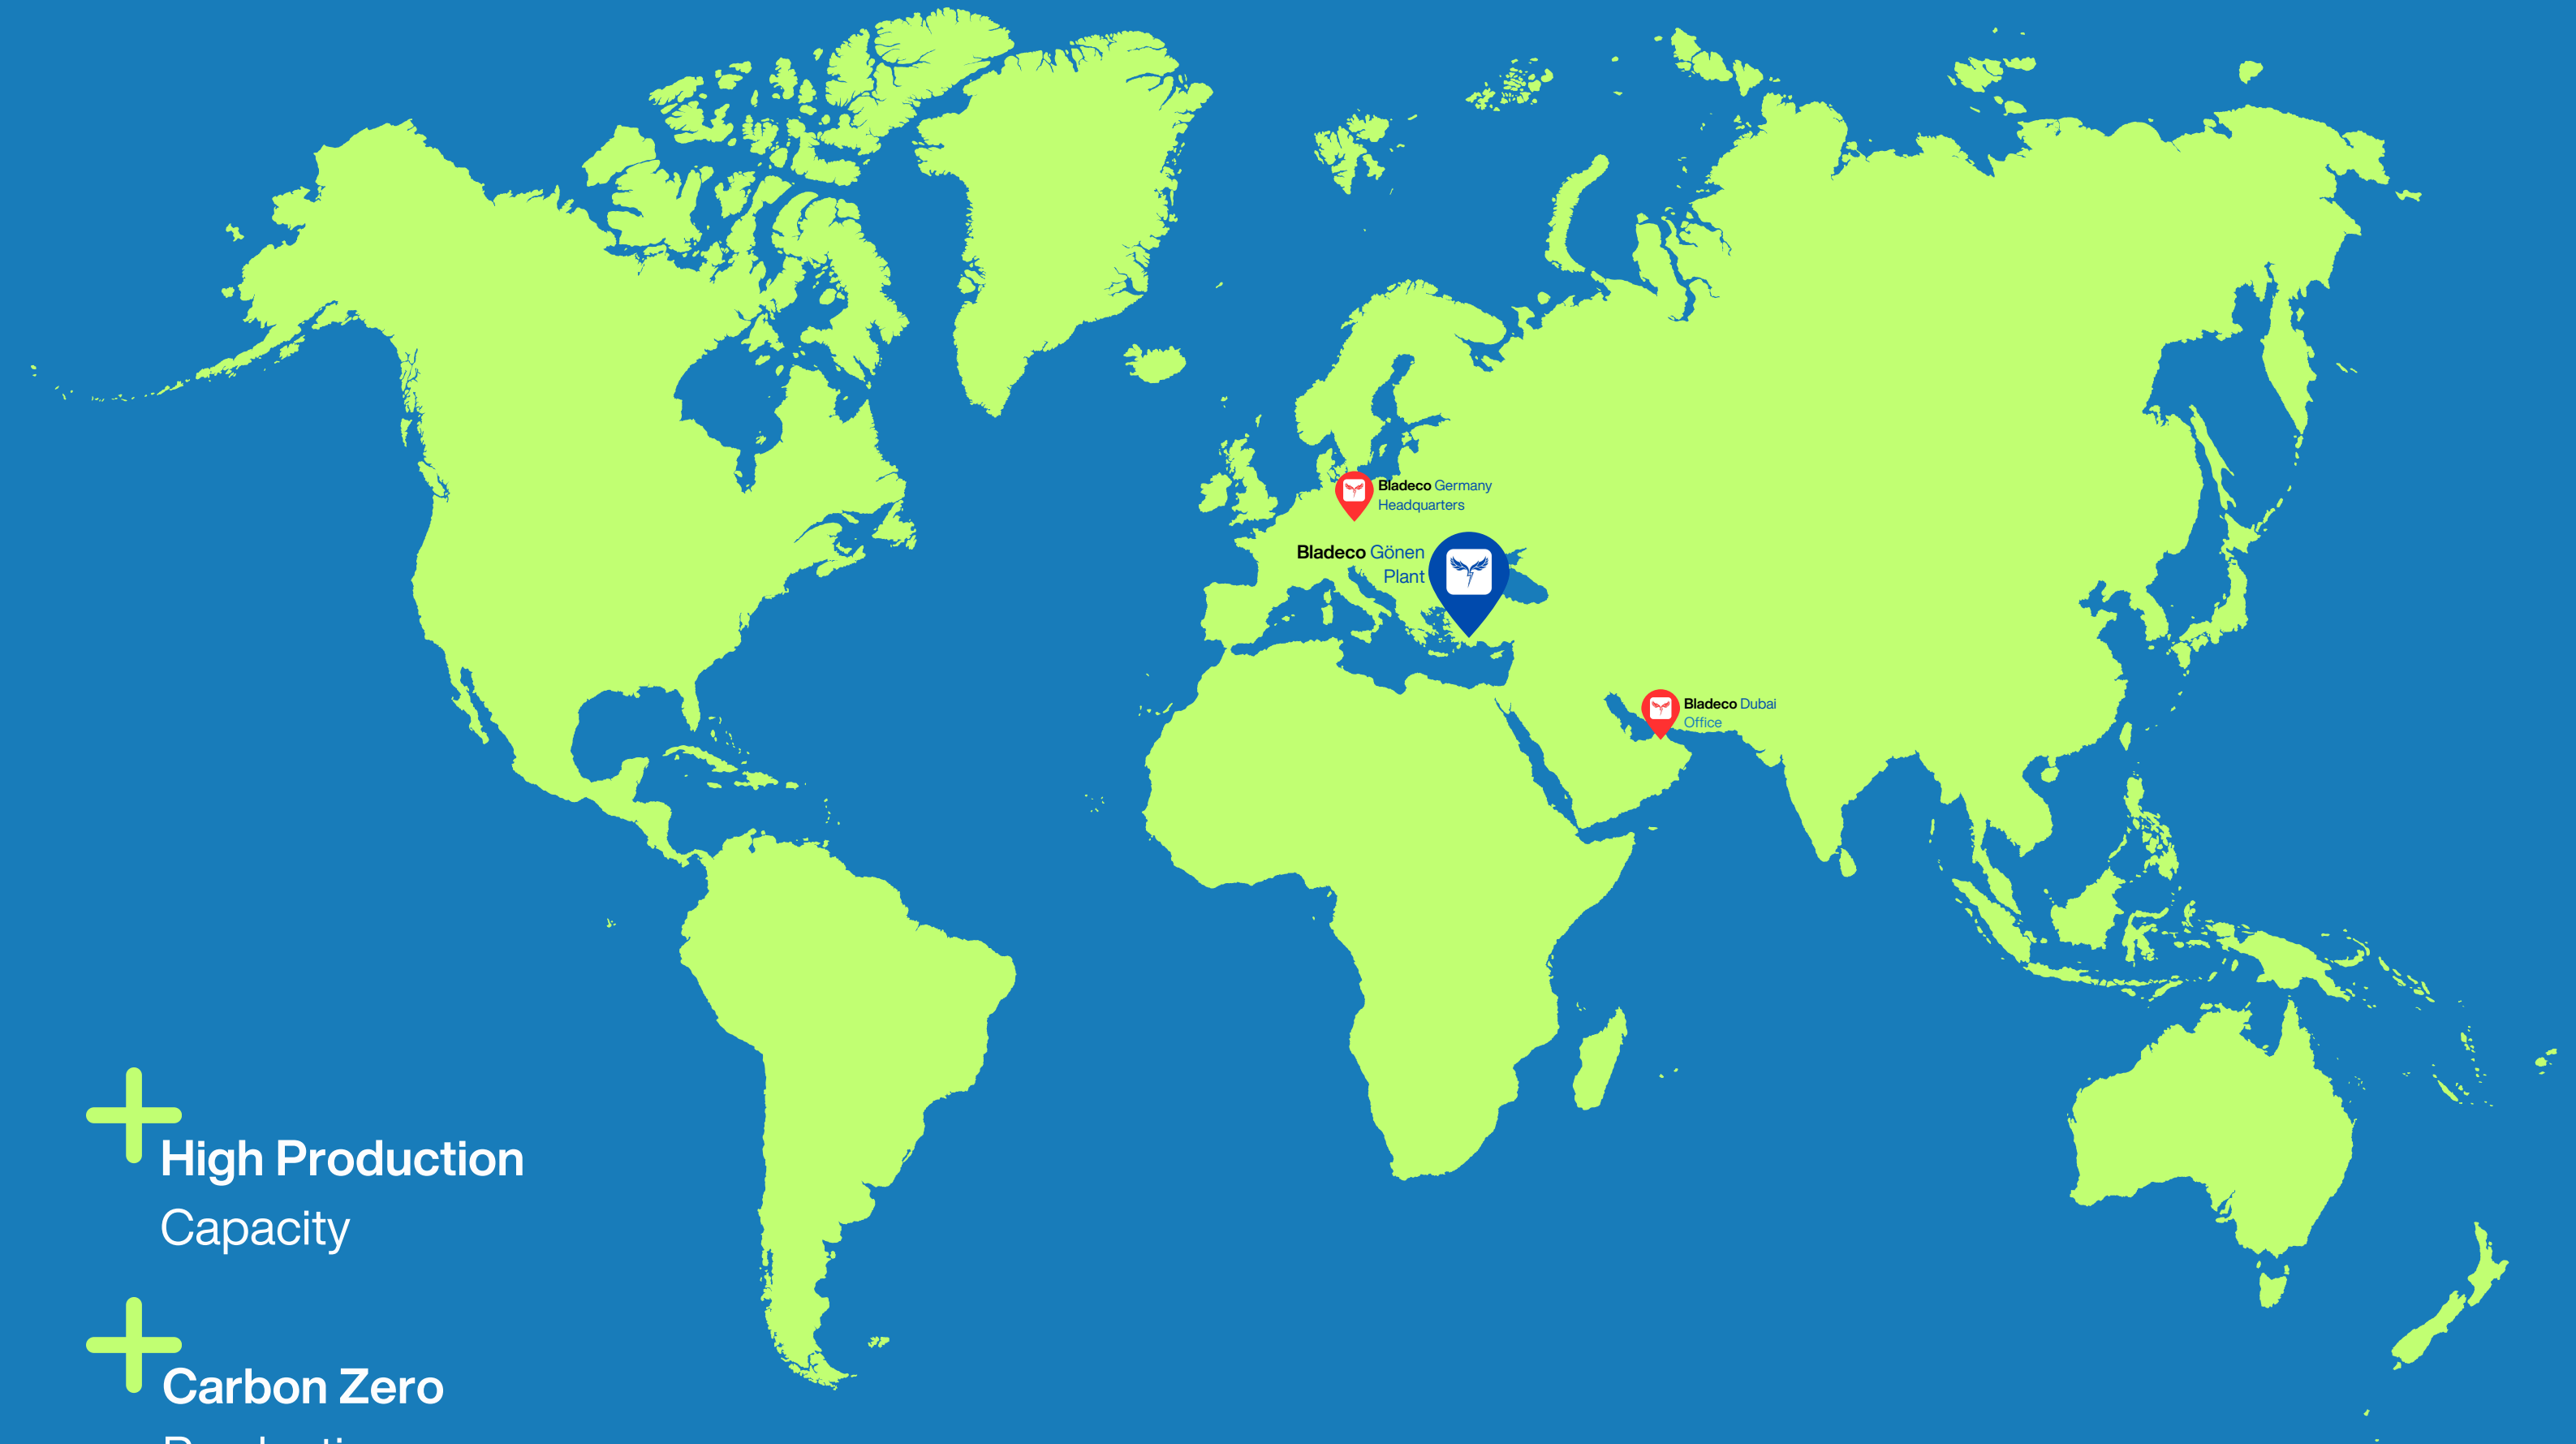 Bladeco Germany
Headquarters
Bladeco Gönen
Plant
Bladeco Dubai
Office
High Production
Capacity
Carbon Zero